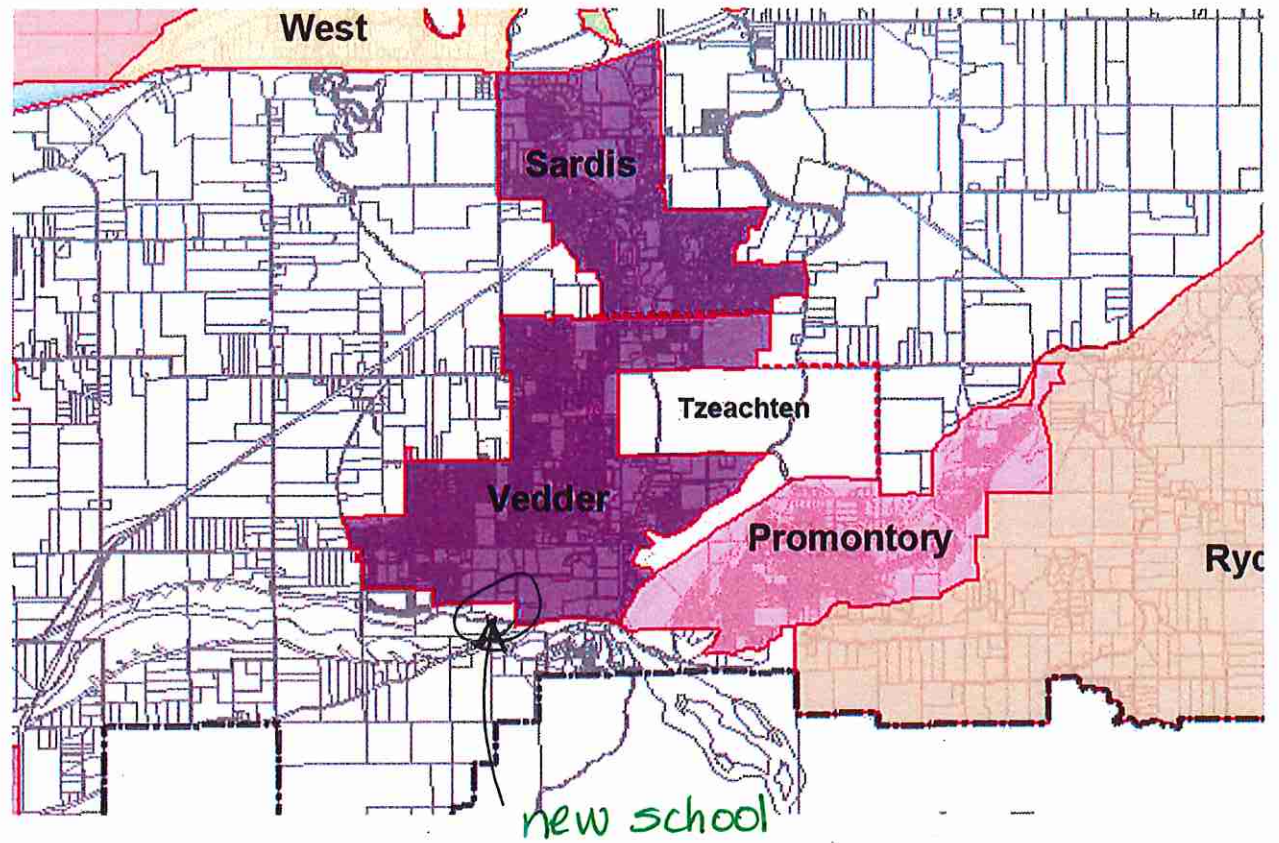 West
Sardis
Tzeachten
Vedder
Promontory
Ryd
new school